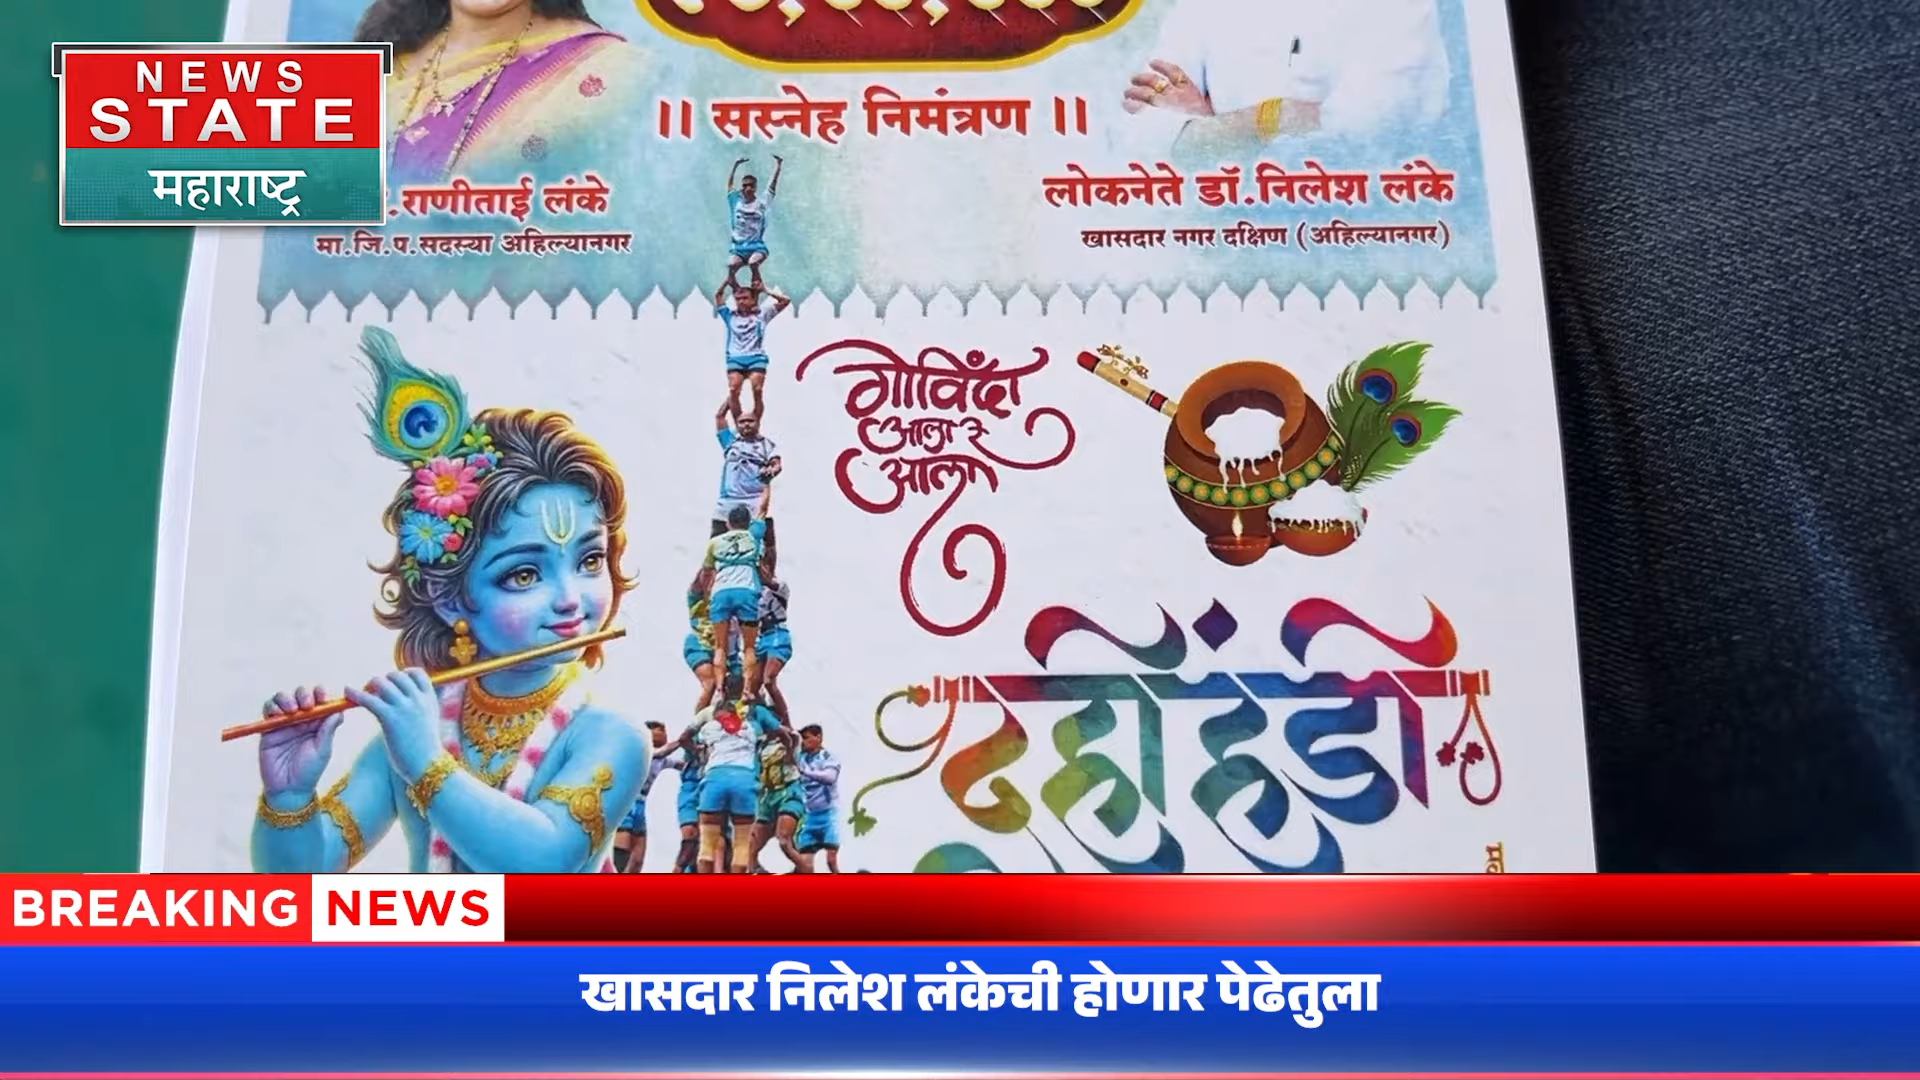 NEWS
STATE
महाराष्ट्र
|| सस्नेह निमंत्रण ||
.राणीताई लंके
मा.जि.प.सदस्या अहिल्यानगर
लोकनेते डॉ.निलेश लंके
खासदार नगर दक्षिण (अहिल्यानगर)
गोविंदा
आला रे
आला
दहीहंडी
BREAKING NEWS
खासदार निलेश लंकेची होणार पेढेतुला